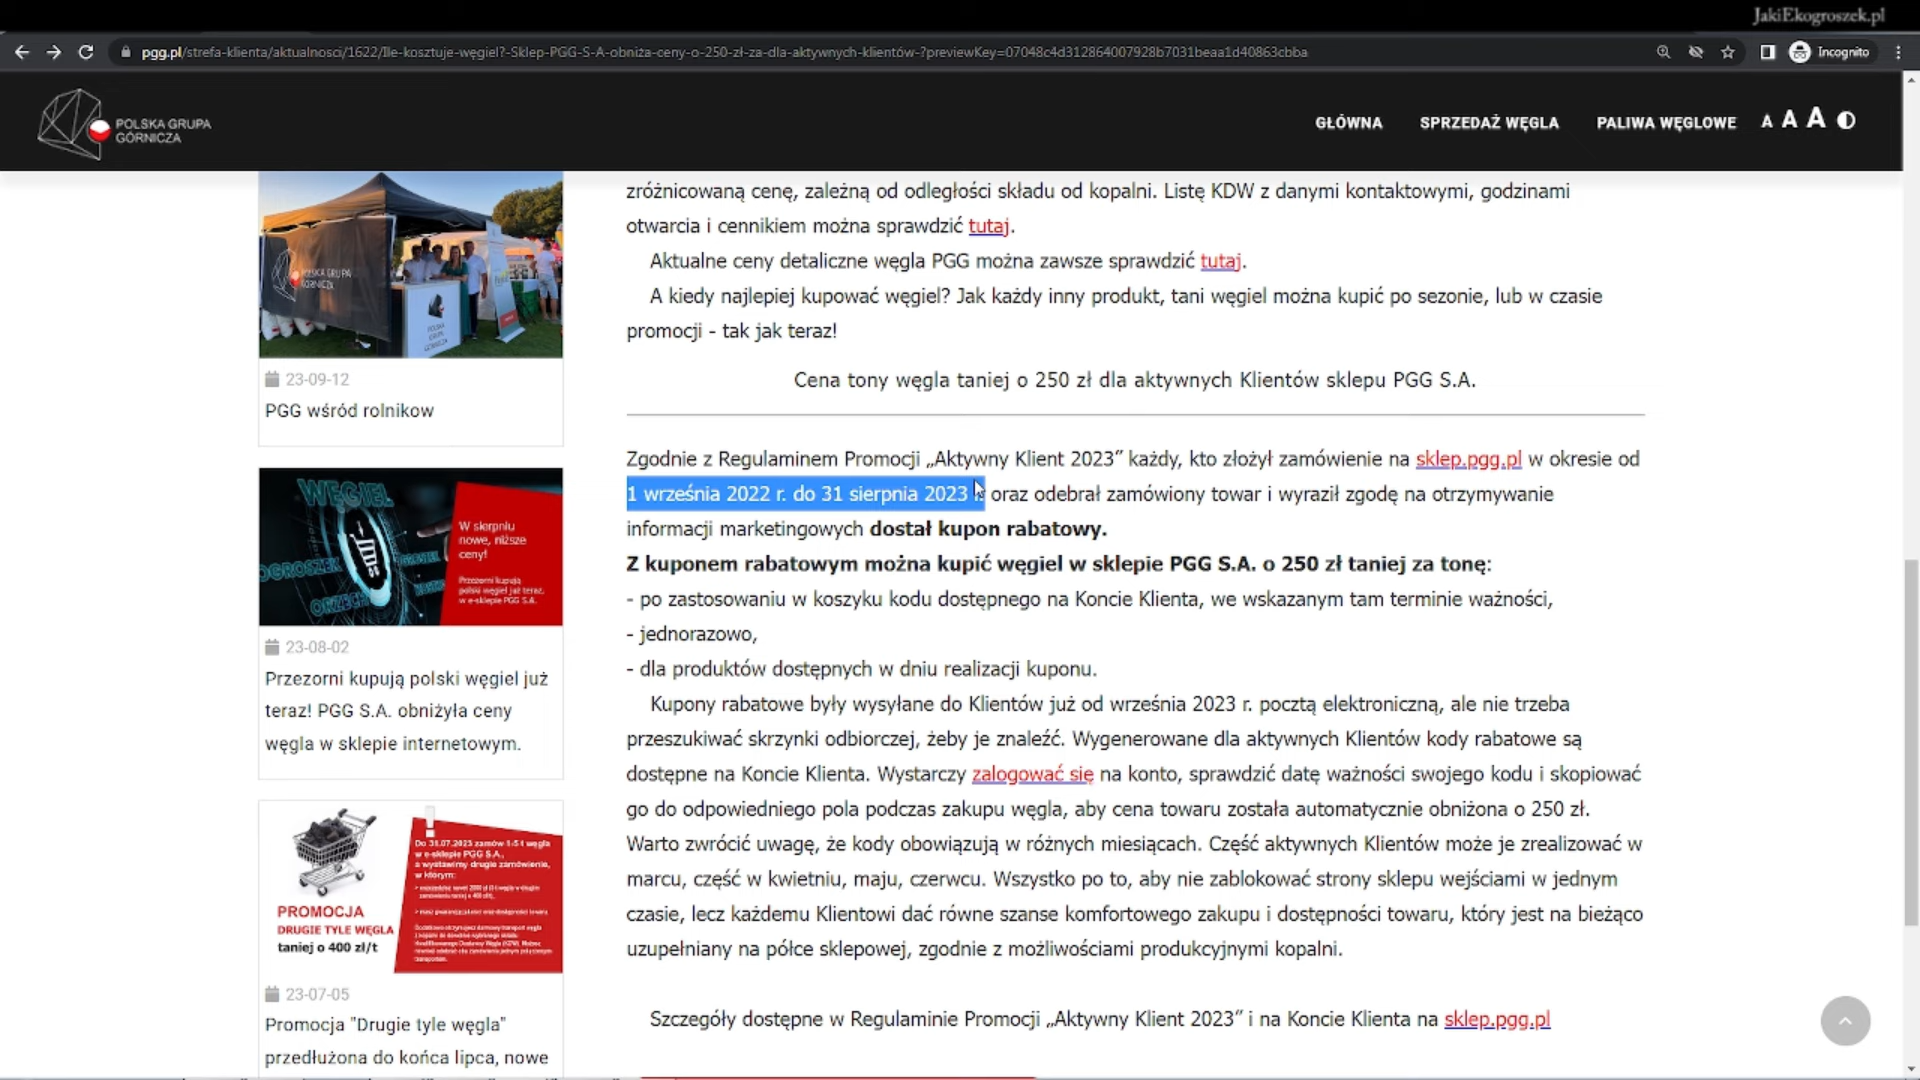 JakiEkogroszek.pl
pgg.pl/strefa-klienta/aktualnosci/1622/Ile-kosztuje-węgiel?-Sklep-PGG-S-A-obniża-ceny-o-250-zł-za-dla-aktywnych-klientów-?previewKey=07048c4d312864007928b7031beaa1d40863cbba
Incognito
POLSKA GRUPA
GÓRNICZA
GŁÓWNA SPRZEDAŻ WĘGLA PALIWA WĘGLOWE A A A
23-09-12
PGG wśród rolnikow
WĘGIEL
W sierpniu
nowe, niższe
ceny!
Przezorni kupują
polski węgiel już teraz,
w e-sklepie PGG S.A.
23-08-02
Przezorni kupują polski węgiel już
teraz! PGG S.A. obniżyła ceny
węgla w sklepie internetowym.
Do 31.07.2023 zamów 1-5 t węgla
w e-sklepie PGG S.A.,
a wystawimy drugie zamówienie,
w którym:
PROMOCJA
DRUGIE TYLE WĘGLA
taniej o 400 zł/t
23-07-05
Promocja "Drugie tyle węgla"
przedłużona do końca lipca, nowe
zróżnicowaną cenę, zależną od odległości składu od kopalni. Listę KDW z danymi kontaktowymi, godzinami
otwarcia i cennikiem można sprawdzić tutaj.
Aktualne ceny detaliczne węgla PGG można zawsze sprawdzić tutaj.
A kiedy najlepiej kupować węgiel? Jak każdy inny produkt, tani węgiel można kupić po sezonie, lub w czasie
promocji - tak jak teraz!
Cena tony węgla taniej o 250 zł dla aktywnych Klientów sklepu PGG S.A.
Zgodnie z Regulaminem Promocji „Aktywny Klient 2023” każdy, kto złożył zamówienie na sklep.pgg.pl w okresie od
1 września 2022 r. do 31 sierpnia 2023 r. oraz odebrał zamówiony towar i wyraził zgodę na otrzymywanie
informacji marketingowych dostał kupon rabatowy.
Z kuponem rabatowym można kupić węgiel w sklepie PGG S.A. o 250 zł taniej za tonę:
- po zastosowaniu w koszyku kodu dostępnego na Koncie Klienta, we wskazanym tam terminie ważności,
- jednorazowo,
- dla produktów dostępnych w dniu realizacji kuponu.
Kupony rabatowe były wysyłane do Klientów już od września 2023 r. pocztą elektroniczną, ale nie trzeba
przeszukiwać skrzynki odbiorczej, żeby je znaleźć. Wygenerowane dla aktywnych Klientów kody rabatowe są
dostępne na Koncie Klienta. Wystarczy zalogować się na konto, sprawdzić datę ważności swojego kodu i skopiować
go do odpowiedniego pola podczas zakupu węgla, aby cena towaru została automatycznie obniżona o 250 zł.
Warto zwrócić uwagę, że kody obowiązują w różnych miesiącach. Część aktywnych Klientów może je zrealizować w
marcu, część w kwietniu, maju, czerwcu. Wszystko po to, aby nie zablokować strony sklepu wejściami w jednym
czasie, lecz każdemu Klientowi dać równe szanse komfortowego zakupu i dostępności towaru, który jest na bieżąco
uzupełniany na półce sklepowej, zgodnie z możliwościami produkcyjnymi kopalni.
Szczegóły dostępne w Regulaminie Promocji „Aktywny Klient 2023” i na Koncie Klienta na sklep.pgg.pl